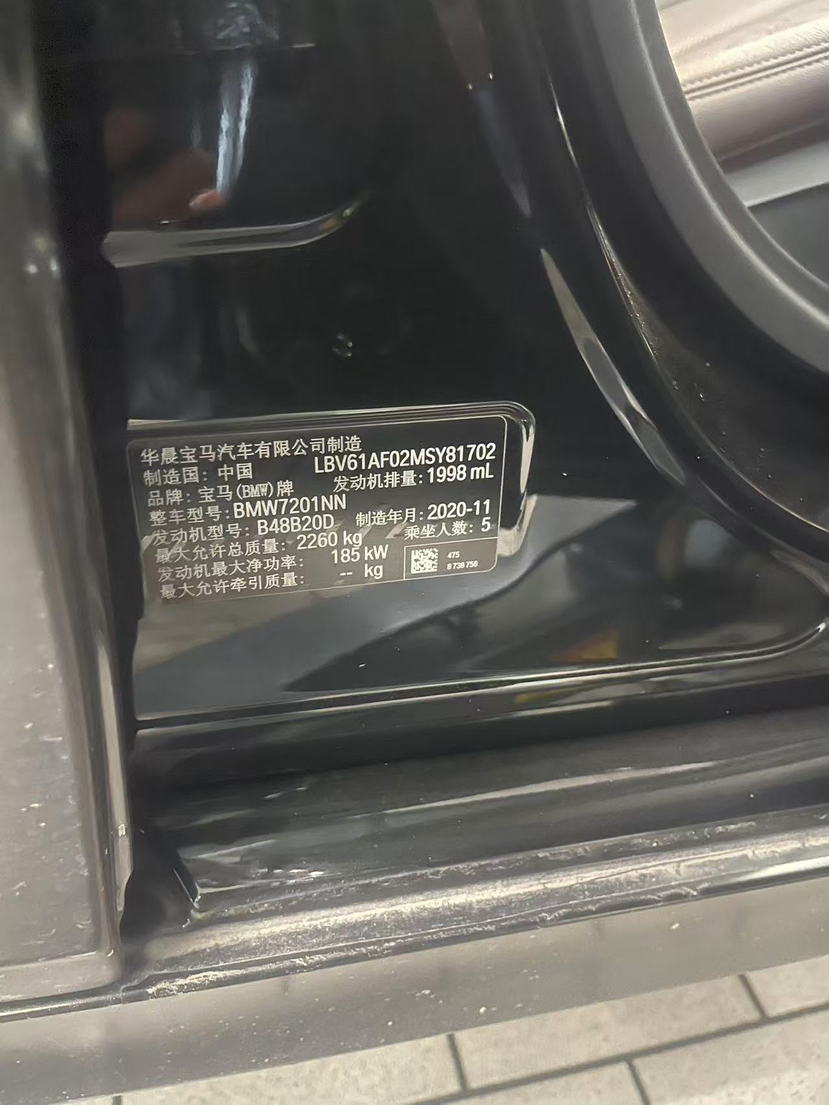 华晨宝马汽车有限公司制造
制造国：中国 LBV61AF02MSY81702
品牌：宝马(BMW)牌 发动机排量：1998 mL
整车型号：BMW7201NN
发动机型号：B48B20D 制造年月：2020-11
最大允许总质量：2260 kg 乘坐人数：5
发动机最大净功率：185 kW
最大允许牵引质量：-- kg
475
8 738 756